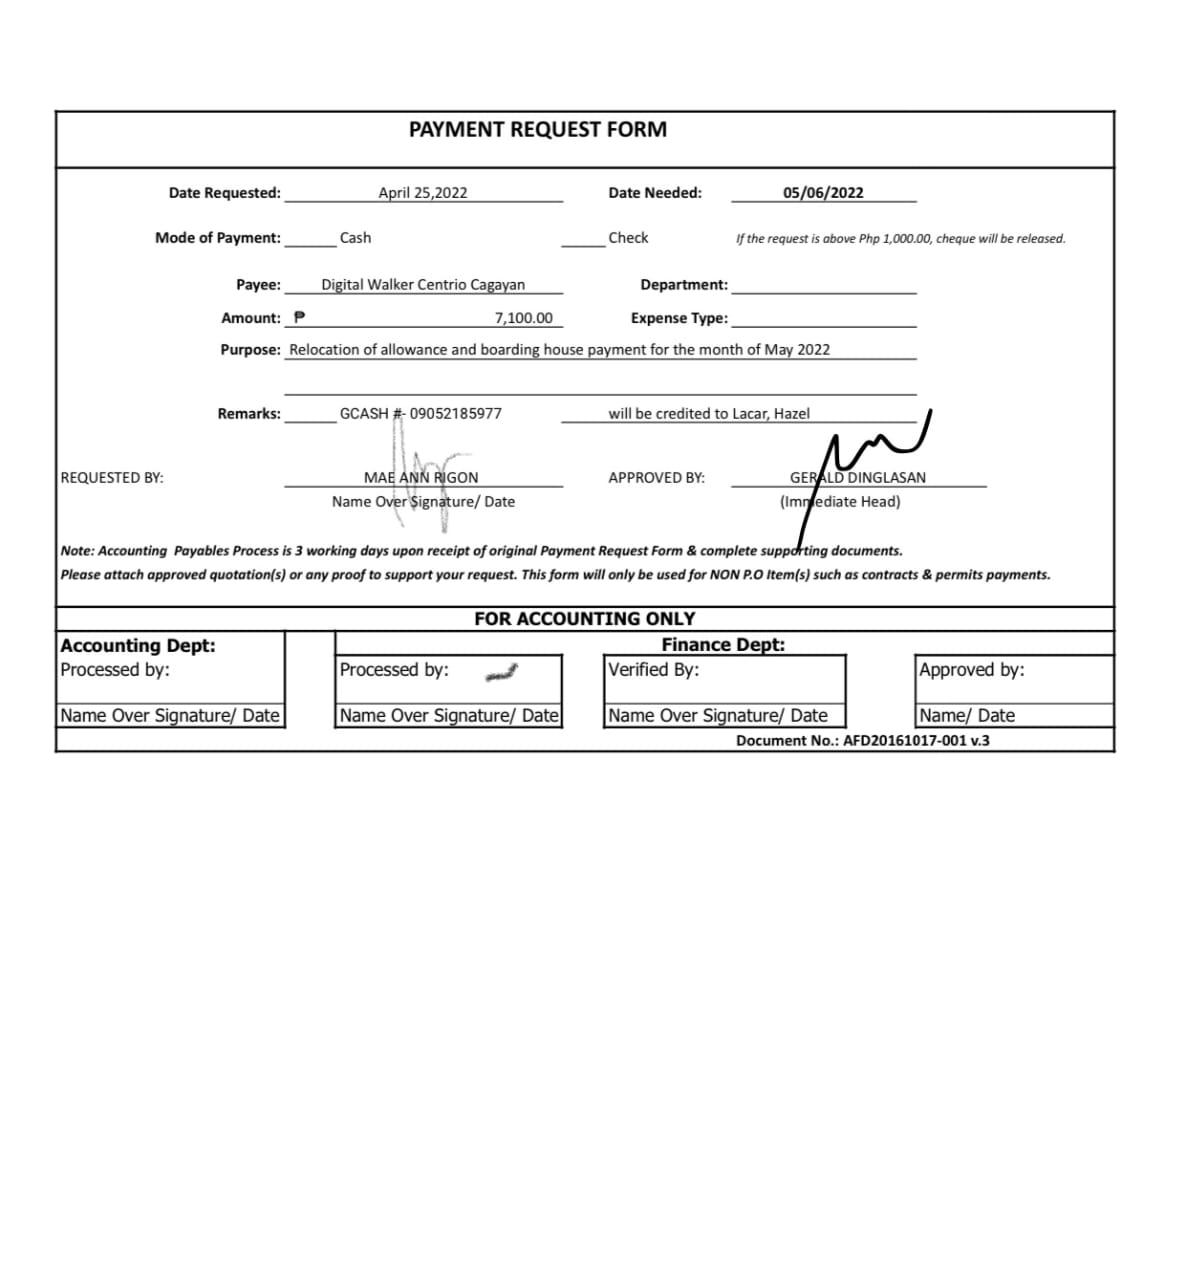 PAYMENT REQUEST FORM
Date Requested: April 25,2022 Date Needed: 05/06/2022
Mode of Payment: Cash Check If the request is above Php 1,000.00, cheque will be released.
Payee: Digital Walker Centrio Cagayan Department:
Amount: ₱ 7,100.00 Expense Type:
Purpose: Relocation of allowance and boarding house payment for the month of May 2022
Remarks: GCASH #- 09052185977 will be credited to Lacar, Hazel
REQUESTED BY: MAE ANN RIGON APPROVED BY: GERALD DINGLASAN
Name Over Signature/ Date (Immediate Head)
Note: Accounting Payables Process is 3 working days upon receipt of original Payment Request Form & complete supporting documents.
Please attach approved quotation(s) or any proof to support your request. This form will only be used for NON P.O Item(s) such as contracts & permits payments.
FOR ACCOUNTING ONLY
Accounting Dept: Finance Dept:
Processed by: Processed by: Verified By: Approved by:
Name Over Signature/ Date Name Over Signature/ Date Name Over Signature/ Date Name/ Date
Document No.: AFD20161017-001 v.3